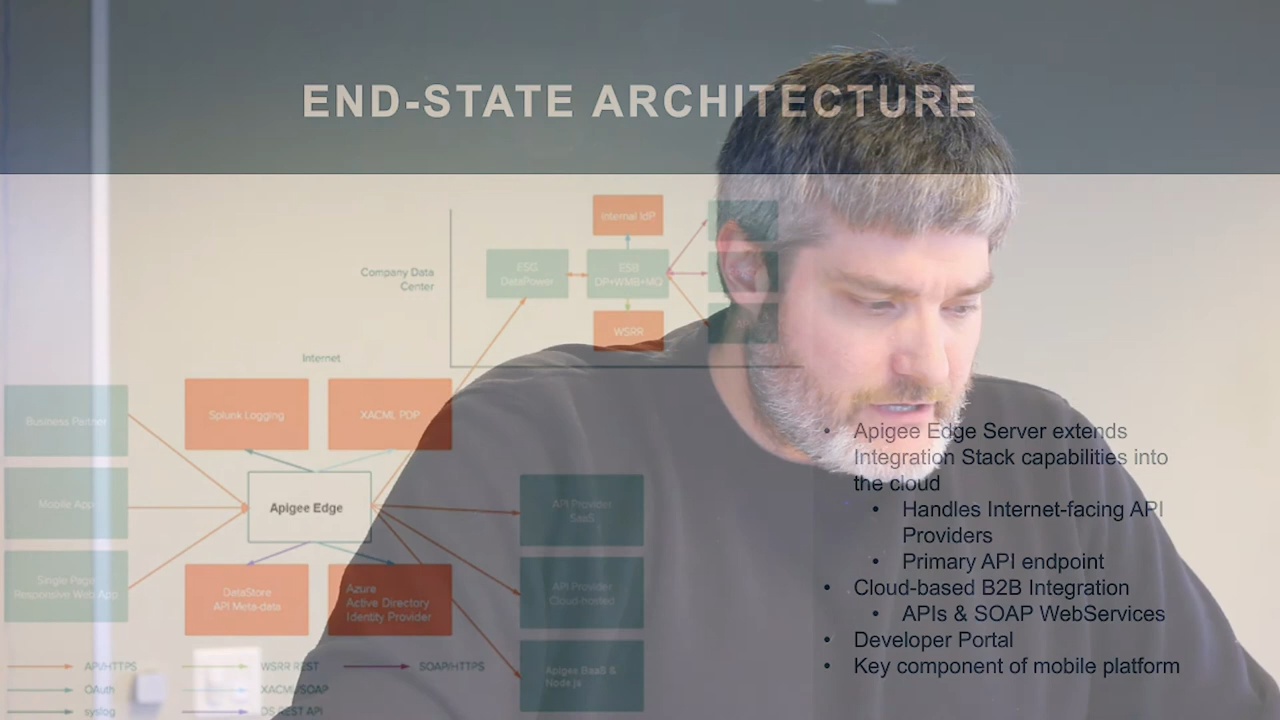 END-STATE ARCHITECTURE
Internal IdP
Company Data
Center
ESG
DataPower
ESB
DP+WMB+MQ
WSRR
Internet
Business Partner
Splunk Logging
XACML PDP
Mobile App
Apigee Edge
API Provider
SaaS
Single Page
Responsive Web App
DataStore
API Meta-data
Azure
Active Directory
Identity Provider
API Provider
Cloud-hosted
Apigee BaaS &
Node.js
API/HTTPS
WSRR REST
SOAP/HTTPS
OAuth
XACML/SOAP
syslog
DS REST API
• Apigee Edge Server extends
Integration Stack capabilities into
the cloud
• Handles Internet-facing API
Providers
• Primary API endpoint
• Cloud-based B2B Integration
• APIs & SOAP WebServices
• Developer Portal
• Key component of mobile platform